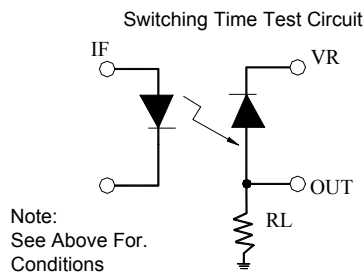 Switching Time Test Circuit
IF
VR
OUT
RL
Note:
See Above For.
Conditions